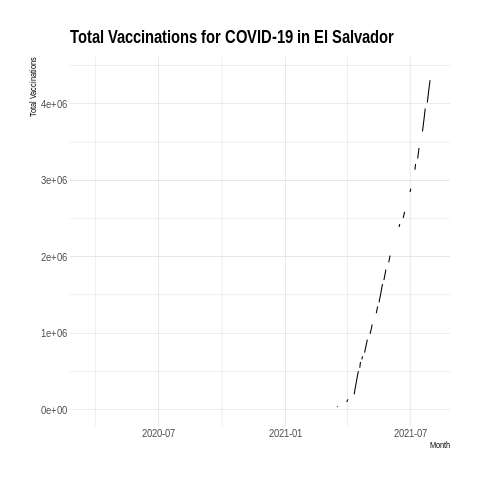 Total Vaccinations for COVID-19 in El Salvador
Total Vaccinations
4e+06
3e+06
2e+06
1e+06
0e+00
2020-07
2021-01
2021-07
Month